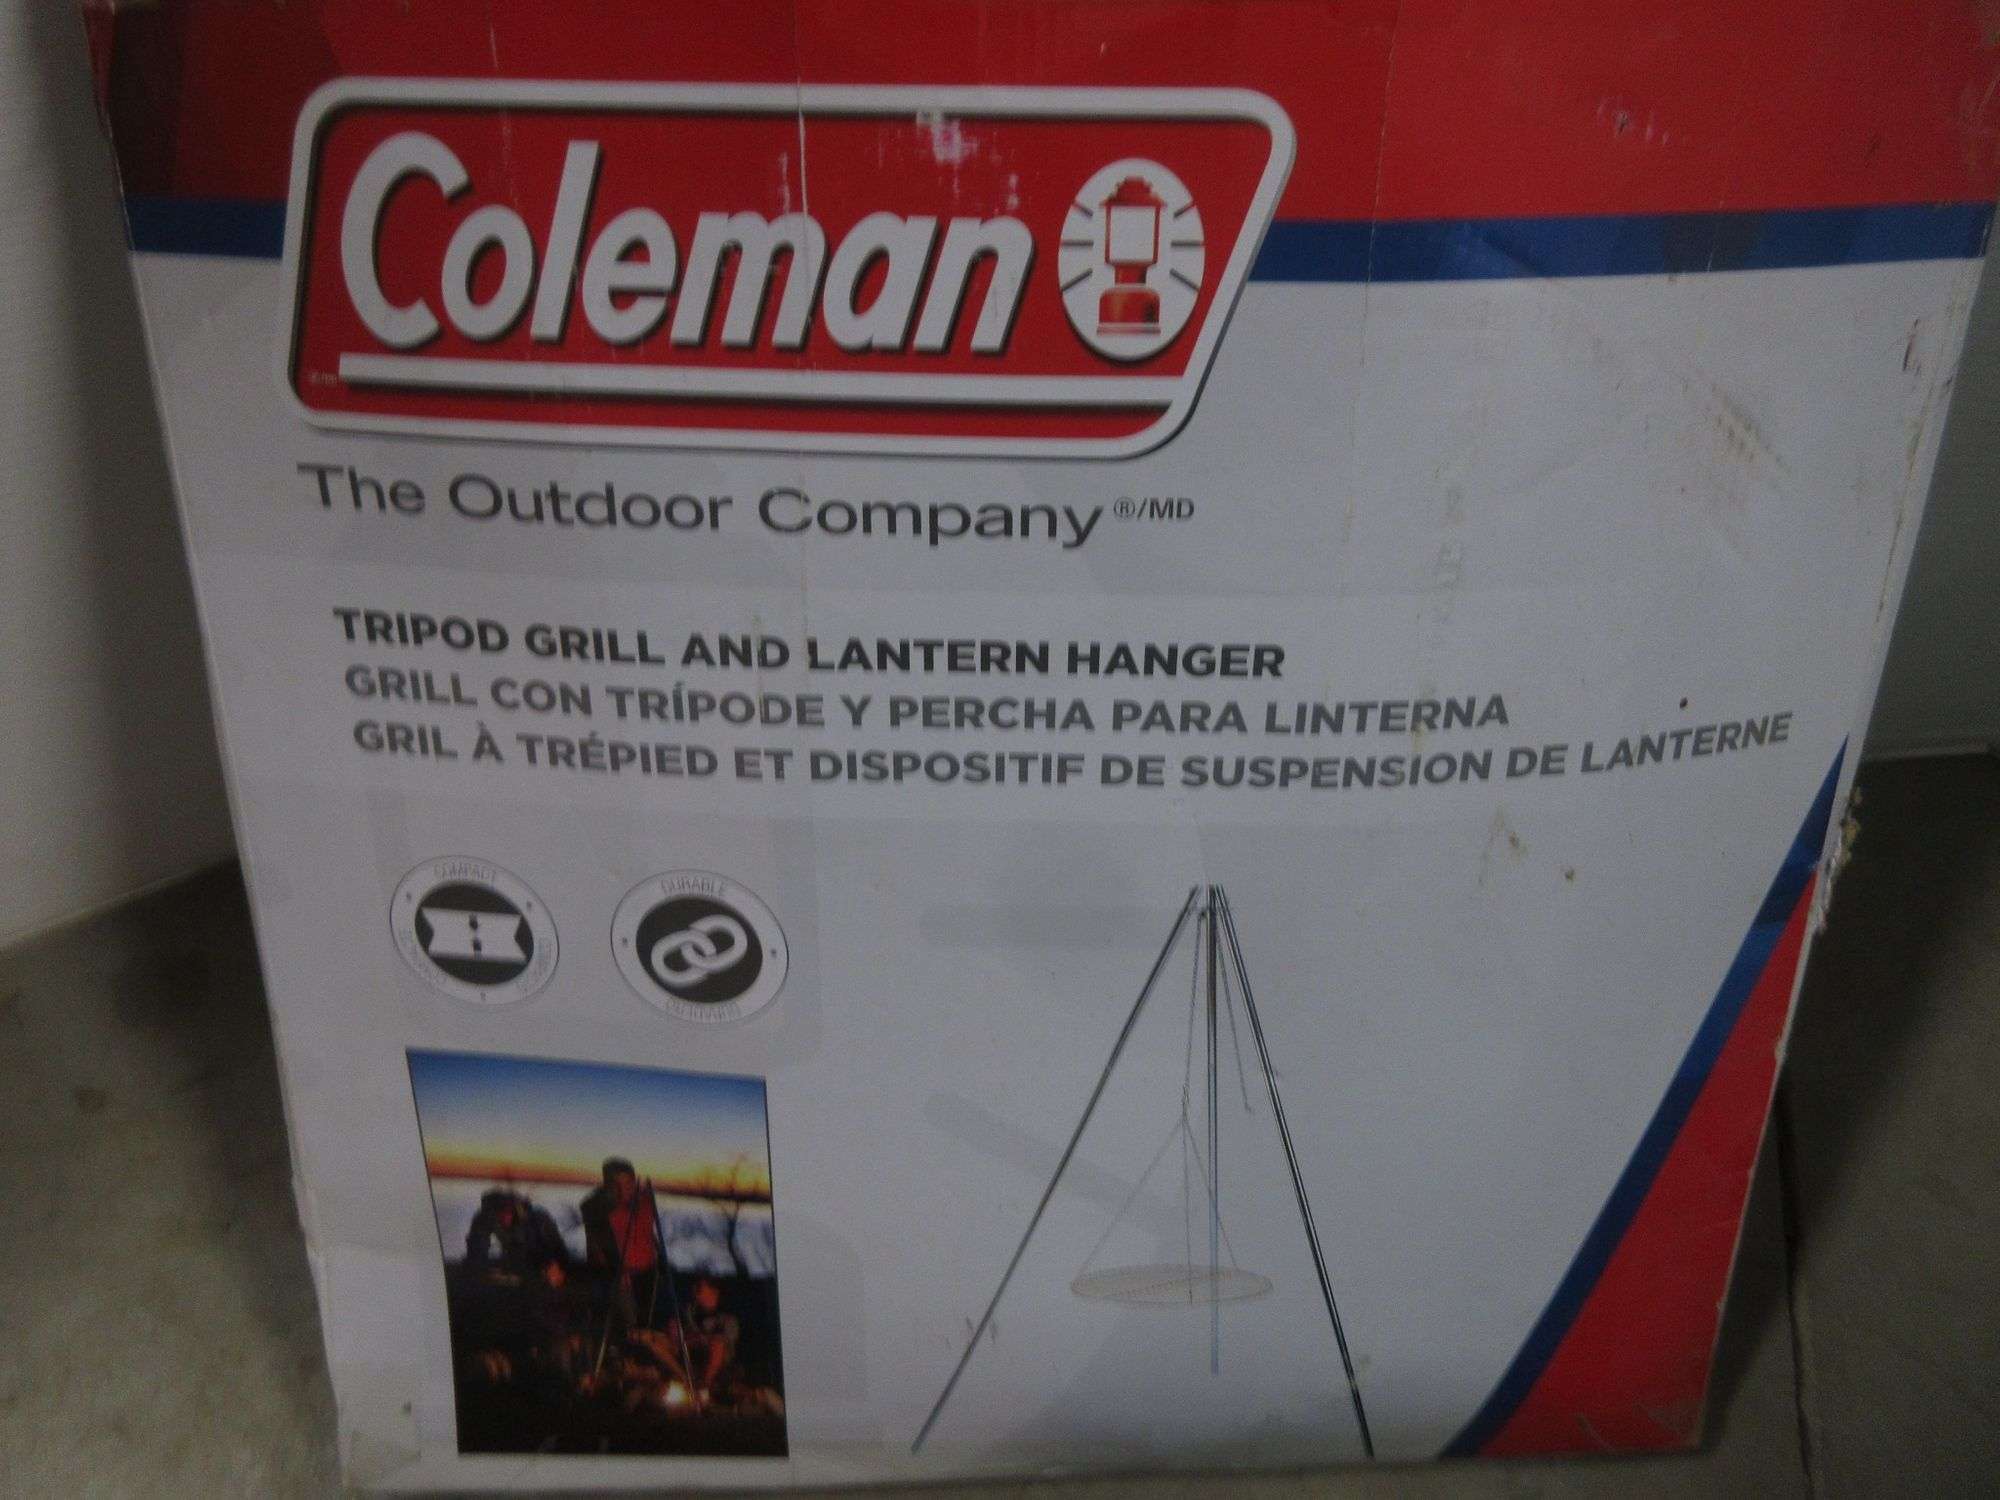 Coleman
The Outdoor Company ®/MD
TRIPOD GRILL AND LANTERN HANGER
GRILL CON TRÍPODE Y PERCHA PARA LINTERNA
GRIL À TRÉPIED ET DISPOSITIF DE SUSPENSION DE LANTERNE
COMPACT
DURABLE